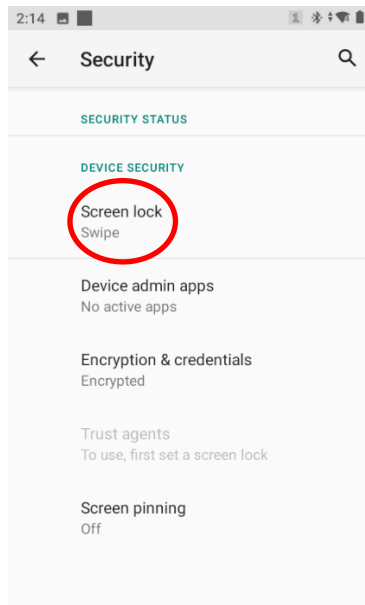 2:14
Security
SECURITY STATUS
DEVICE SECURITY
Screen lock
Swipe
Device admin apps
No active apps
Encryption & credentials
Encrypted
Trust agents
To use, first set a screen lock
Screen pinning
Off